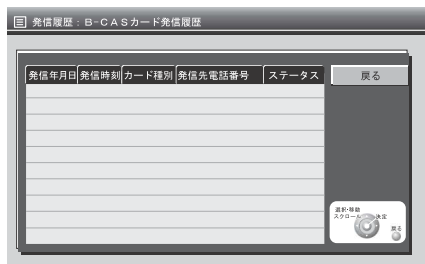 発信履歴：Ｂ−ＣＡＳカード発信履歴
発信年月日 発信時刻 カード種別 発信先電話番号 ステータス 戻る
選択・移動
スクロール 決定
戻る